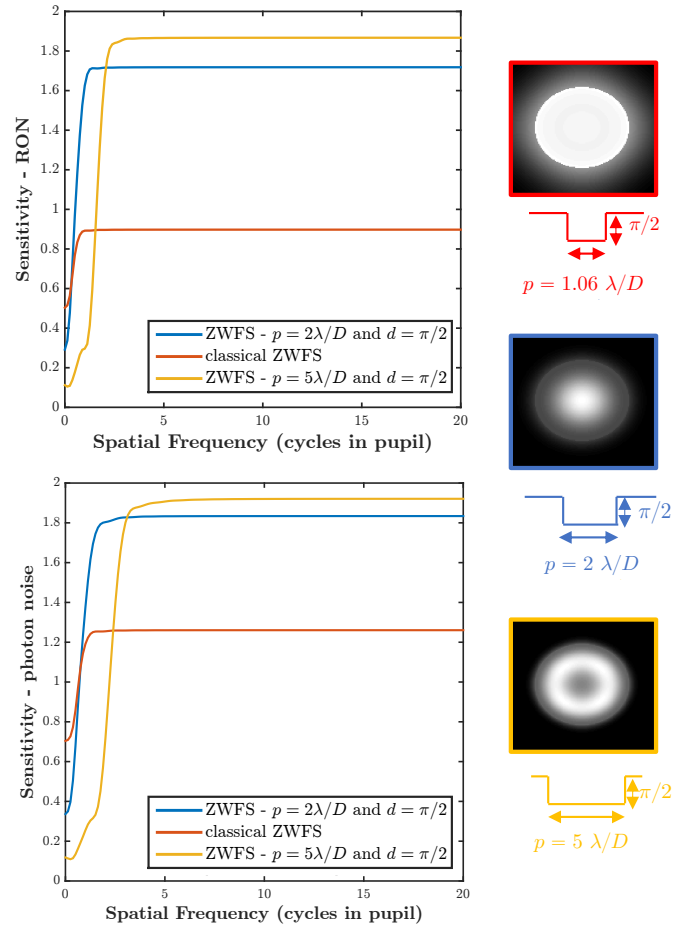 2
1.8
1.6
1.4
1.2
1
0.8
0.6
0.4
0.2
0
Sensitivity - RON
ZWFS - p = 2λ/D and d = π/2
classical ZWFS
ZWFS - p = 5λ/D and d = π/2
0 5 10 15 20
Spatial Frequency (cycles in pupil)
π/2
p = 1.06 λ/D
π/2
p = 2 λ/D
π/2
p = 5 λ/D
2
1.8
1.6
1.4
1.2
1
0.8
0.6
0.4
0.2
0
Sensitivity - photon noise
ZWFS - p = 2λ/D and d = π/2
classical ZWFS
ZWFS - p = 5λ/D and d = π/2
0 5 10 15 20
Spatial Frequency (cycles in pupil)